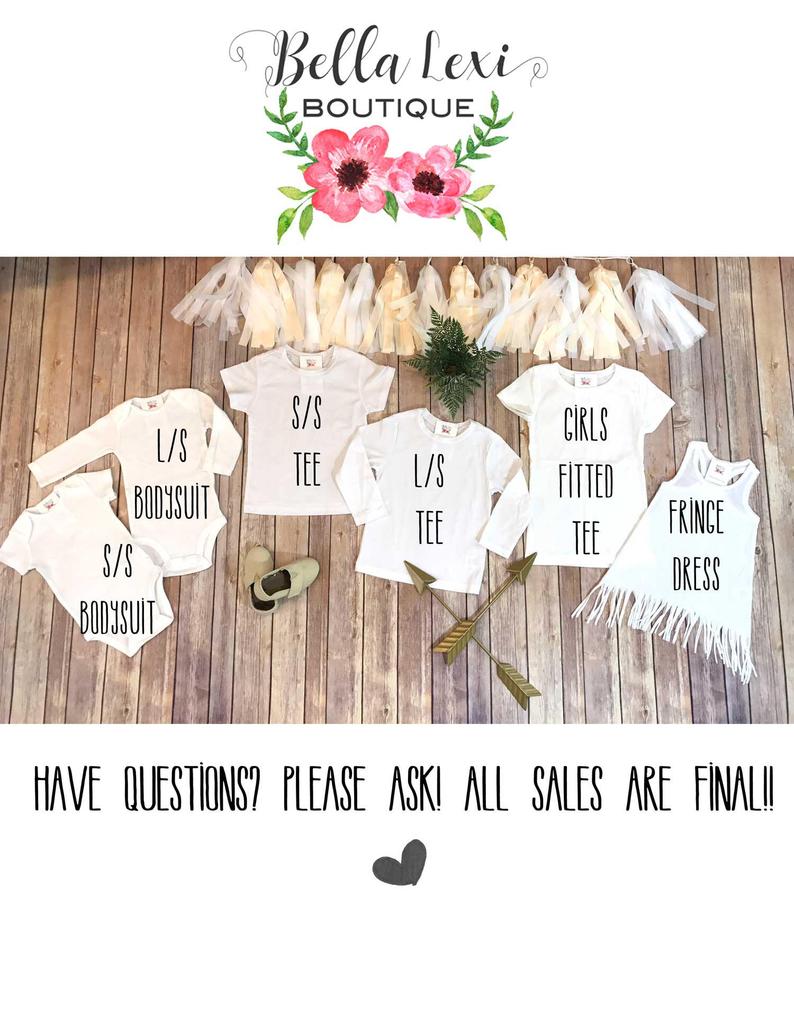 Bella Lexi
BOUTIQUE
L/S
BODYSUIT
S/S
BODYSUIT
S/S
TEE
L/S
TEE
GIRLS
FITTED
TEE
FRINGE
DRESS
HAVE QUESTIONS? PLEASE ASK! ALL SALES ARE FINAL!!